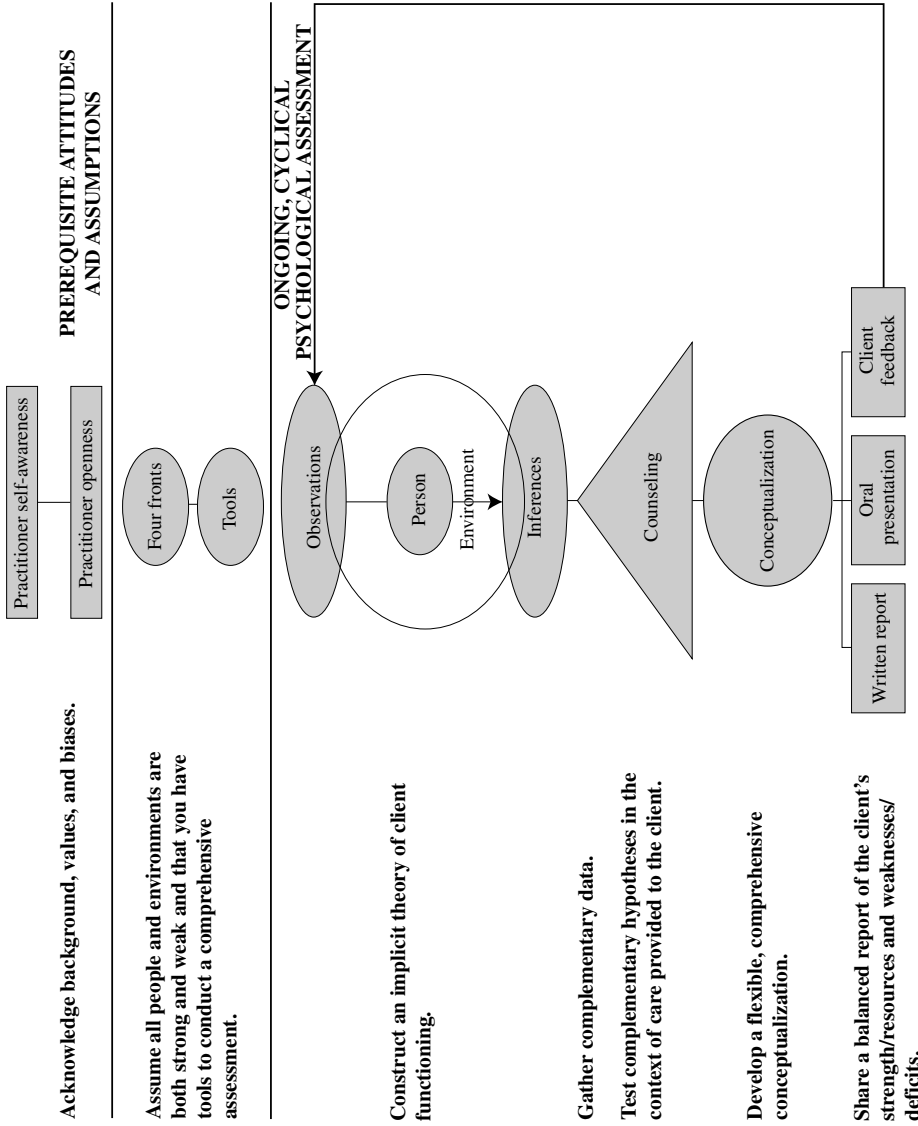 Acknowledge background, values, and biases.
Practitioner self-awareness
Practitioner openness
PREREQUISITE ATTITUDES
AND ASSUMPTIONS
Assume all people and environments are
both strong and weak and that you have
tools to conduct a comprehensive
assessment.
Four fronts
Tools
ONGOING, CYCLICAL
PSYCHOLOGICAL ASSESSMENT
Construct an implicit theory of client
functioning.
Observations
Person
Environment
Inferences
Gather complementary data.
Test complementary hypotheses in the
context of care provided to the client.
Counseling
Develop a flexible, comprehensive
conceptualization.
Conceptualization
Share a balanced report of the client’s
strength/resources and weaknesses/
deficits.
Written report
Oral
presentation
Client
feedback